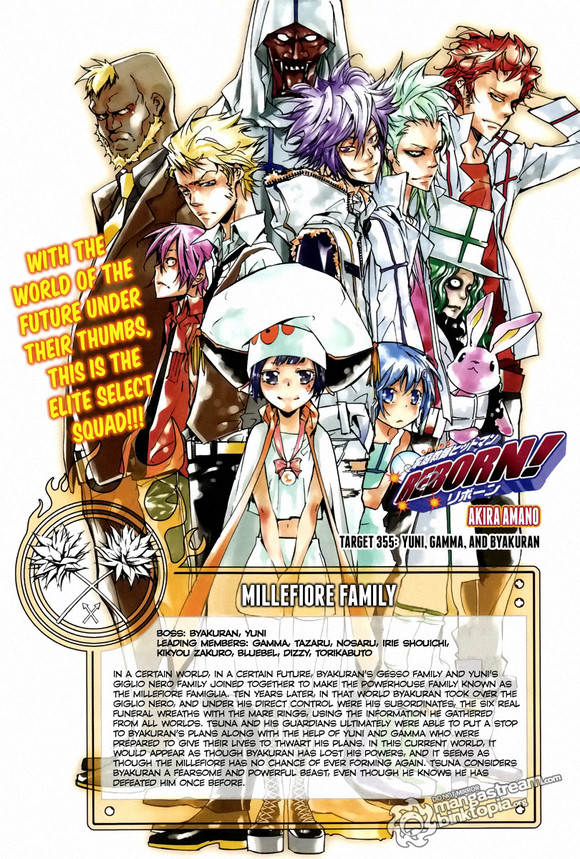 WITH THE
WORLD OF THE
FUTURE UNDER
THEIR THUMBS,
THIS IS THE
ELITE SELECT
SQUAD!!!
REBORN!
リボーン
AKIRA AMANO
TARGET 355: YUNI, GAMMA, AND BYAKURAN
MILLEFIORE FAMILY
BOSS: BYAKURAN, YUNI
LEADING MEMBERS: GAMMA, TAZARU, NOSARU, IRIE SHOUICHI,
KIKYOU ZAKURO, BLUEBEL, DIZZY, TORIKABUTO
IN A CERTAIN WORLD, IN A CERTAIN FUTURE, BYAKURAN'S GESSO FAMILY AND YUNI'S
GIGLIO NERO FAMILY JOINED TOGETHER TO MAKE THE POWERHOUSE FAMILY KNOWN AS
THE MILLEFIORE FAMIGLIA. TEN YEARS LATER, IN THAT WORLD BYAKURAN TOOK OVER THE
GIGLIO NERO, AND UNDER HIS DIRECT CONTROL WERE HIS SUBORDINATES, THE SIX REAL
FUNERAL WREATHS WITH THE MARE RINGS, USING THE INFORMATION HE GATHERED
FROM ALL WORLDS. TSUNA AND HIS GUARDIANS ULTIMATELY WERE ABLE TO PUT A STOP
TO BYAKURAN'S PLANS ALONG WITH THE HELP OF YUNI AND GAMMA WHO WERE
PREPARED TO GIVE THEIR LIVES TO THWART HIS PLANS. IN THIS CURRENT WORLD, IT
WOULD APPEAR AS THOUGH BYAKURAN HAS LOST HIS POWERS, AND IT SEEMS AS
THOUGH THE MILLEFIORE HAS NO CHANCE OF EVER FORMING AGAIN. TSUNA CONSIDERS
BYAKURAN A FEARSOME AND POWERFUL BEAST, EVEN THOUGH HE KNOWS HE HAS
DEFEATED HIM ONCE BEFORE.
DO NOT MIRROR
mangastream.com
binktopia.org